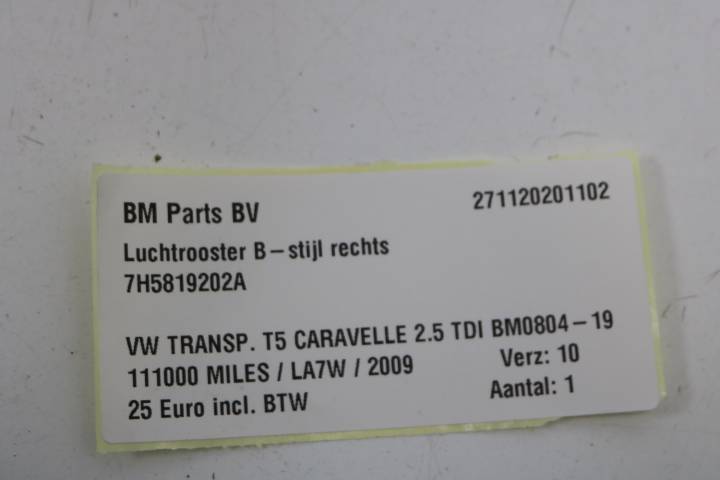 BM Parts BV 271120201102
Luchtrooster B-stijl rechts
7H5819202A
VW TRANSP. T5 CARAVELLE 2.5 TDI BM0804-19
111000 MILES / LA7W / 2009 Verz: 10
25 Euro incl. BTW Aantal: 1